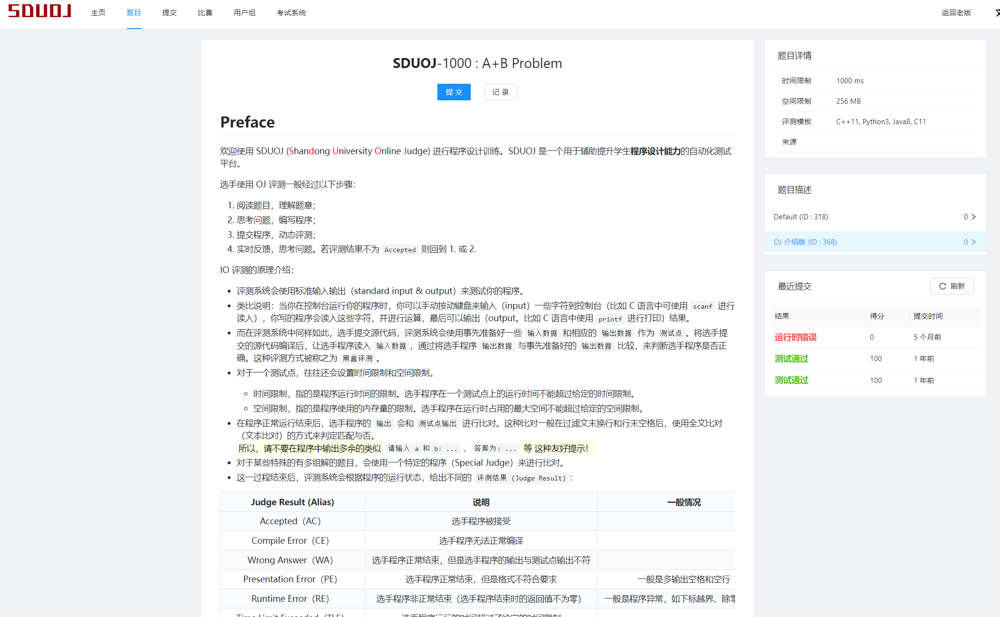 SDUOJ 主页 题目 提交 比赛 用户组 考试系统 返回老版
SDUOJ-1000 : A+B Problem
提 交 记 录
Preface
欢迎使用 SDUOJ (Shandong University Online Judge) 进行程序设计训练。SDUOJ 是一个用于辅助提升学生程序设计能力的自动化测试
平台。
选手使用 OJ 评测一般经过以下步骤：
1. 阅读题目，理解题意；
2. 思考问题，编写程序；
3. 提交程序，动态评测；
4. 实时反馈，思考问题。若评测结果不为 Accepted 则回到 1. 或 2.
IO 评测的原理介绍：
• 评测系统会使用标准输入输出（standard input & output）来测试你的程序。
• 类比说明：当你在控制台运行你的程序时，你可以手动按动键盘来输入（input）一些字符到控制台（比如 C 语言中可使用 scanf 进行
读入），你写的程序会读入这些字符，并进行运算，最后可以输出（output。比如 C 语言中使用 printf 进行打印）结果。
• 而在评测系统中同样如此，选手提交源代码，评测系统会使用事先准备好一些 输入数据 和相应的 输出数据 作为 测试点 。将选手提
交的源代码编译后，让选手程序读入 输入数据 ，通过将选手程序 输出数据 与事先准备好的 输出数据 比较，来判断选手程序是否正
确。这种评测方式被称之为 黑盒评测 。
• 对于一个测试点，往往还会设置时间限制和空间限制。
◦ 时间限制，指的是程序运行时间的限制。选手程序在一个测试点上的运行时间不能超过给定的时间限制。
◦ 空间限制，指的是程序使用的内存量的限制。选手程序在运行时占用的最大空间不能超过给定的空间限制。
• 在程序正常运行结束后，选手程序的 输出 会和 测试点输出 进行比对。这种比对一般在过滤文末换行和行末空格后，使用全文比对
（文本比对）的方式来判定匹配与否。
所以，请不要在程序中输出多余的类似 请输入 a 和 b: ... 、 答案为: ... 等 这种友好提示！
• 对于某些特殊的有多组解的题目，会使用一个特定的程序（Special Judge）来进行比对。
• 这一过程结束后，评测系统会根据程序的运行状态，给出不同的 评测结果 (Judge Result) ：
Judge Result (Alias) 说明 一般情况
Accepted（AC） 选手程序被接受
Compile Error（CE） 选手程序无法正常编译
Wrong Answer（WA） 选手程序正常结束，但是选手程序的输出与测试点输出不符
Presentation Error（PE） 选手程序正常结束，但是格式不符合要求 一般是多输出空格和空行
Runtime Error（RE） 选手程序非正常结束（选手程序结束时的返回值不为零） 一般是程序异常，如下标越界、除零
Time Limit Exceeded（TLE） 选手程序运行的时间超过了给定的时间限制
题目详情
时间限制 1000 ms
空间限制 256 MB
评测模板 C++11, Python3, Java8, C11
来源
题目描述
Default (ID : 318) 0
OJ 介绍版 (ID : 368) 0
最近提交 刷新
结果 得分 提交时间
运行时错误 0 5 个月前
测试通过 100 1 年前
测试通过 100 1 年前